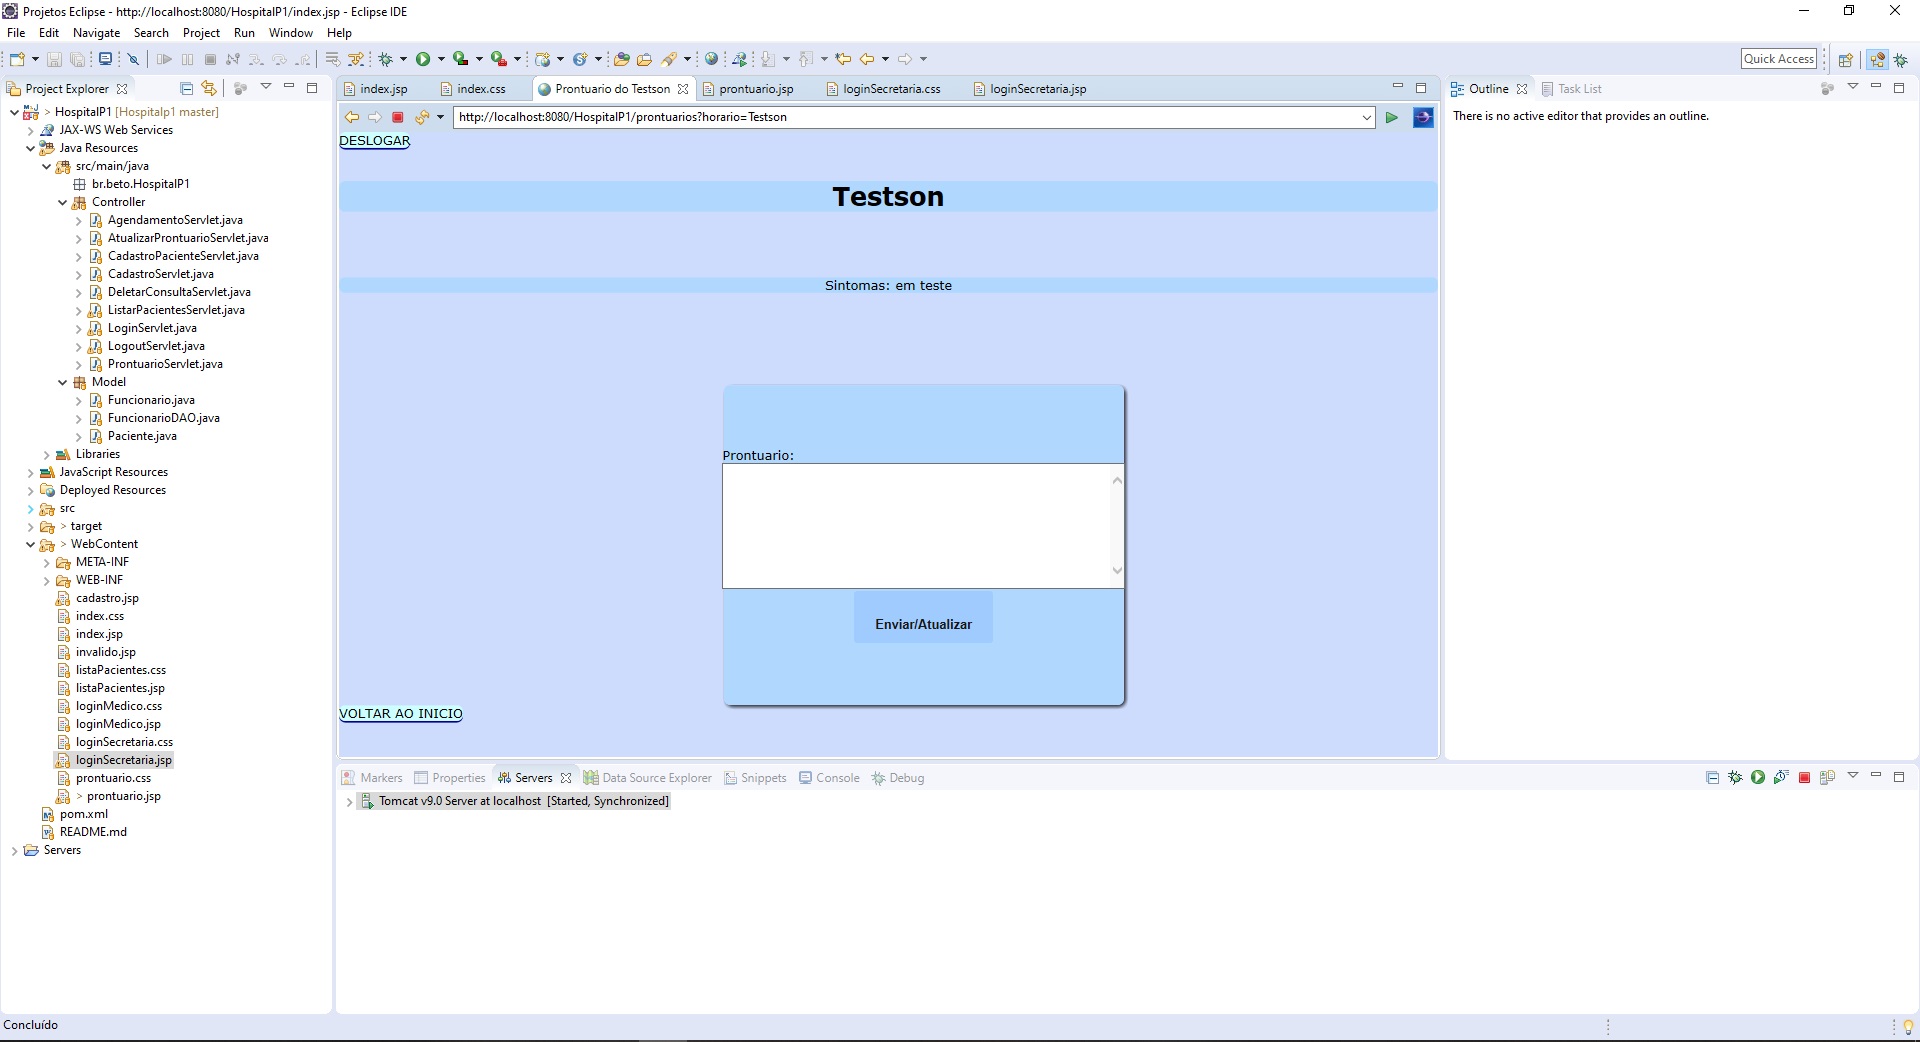 Projetos Eclipse - http://localhost:8080/HospitalP1/index.jsp - Eclipse IDE
File Edit Navigate Search Project Run Window Help
Quick Access
Project Explorer
> HospitalP1 [Hospitalp1 master]
JAX-WS Web Services
Java Resources
src/main/java
br.beto.HospitalP1
Controller
AgendamentoServlet.java
AtualizarProntuarioServlet.java
CadastroPacienteServlet.java
CadastroServlet.java
DeletarConsultaServlet.java
ListarPacientesServlet.java
LoginServlet.java
LogoutServlet.java
ProntuarioServlet.java
Model
Funcionario.java
FuncionarioDAO.java
Paciente.java
Libraries
JavaScript Resources
Deployed Resources
src
> target
> WebContent
META-INF
WEB-INF
cadastro.jsp
index.css
index.jsp
invalido.jsp
listaPacientes.css
listaPacientes.jsp
loginMedico.css
loginMedico.jsp
loginSecretaria.css
loginSecretaria.jsp
prontuario.css
> prontuario.jsp
pom.xml
README.md
Servers
index.jsp index.css Prontuario do Testson prontuario.jsp loginSecretaria.css loginSecretaria.jsp
http://localhost:8080/HospitalP1/prontuarios?horario=Testson
DESLOGAR
Testson
Sintomas: em teste
Prontuario:
Enviar/Atualizar
VOLTAR AO INICIO
Outline Task List
There is no active editor that provides an outline.
Markers Properties Servers Data Source Explorer Snippets Console Debug
Tomcat v9.0 Server at localhost [Started, Synchronized]
Concluído